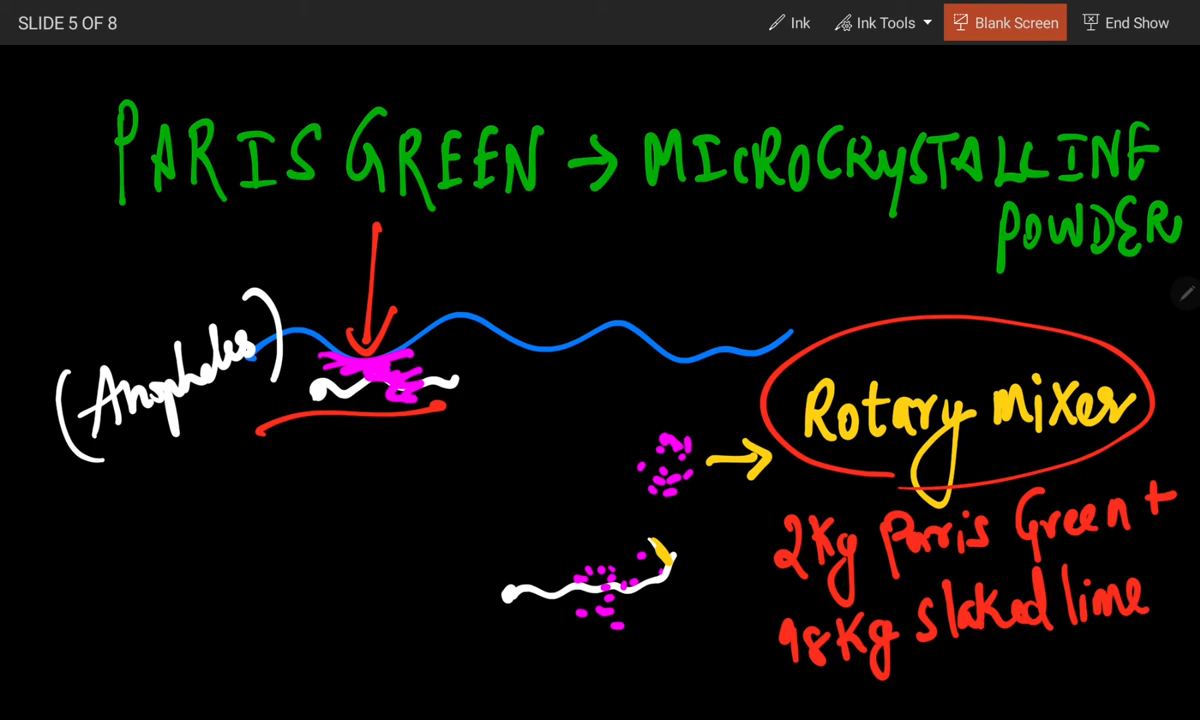 SLIDE 5 OF 8
Ink
Ink Tools
Blank Screen
End Show
PARIS GREEN → MICROCRYSTALLINE
POWDER
(Anopheles)
Rotary mixer
2Kg Parris Green +
98Kg slaked lime